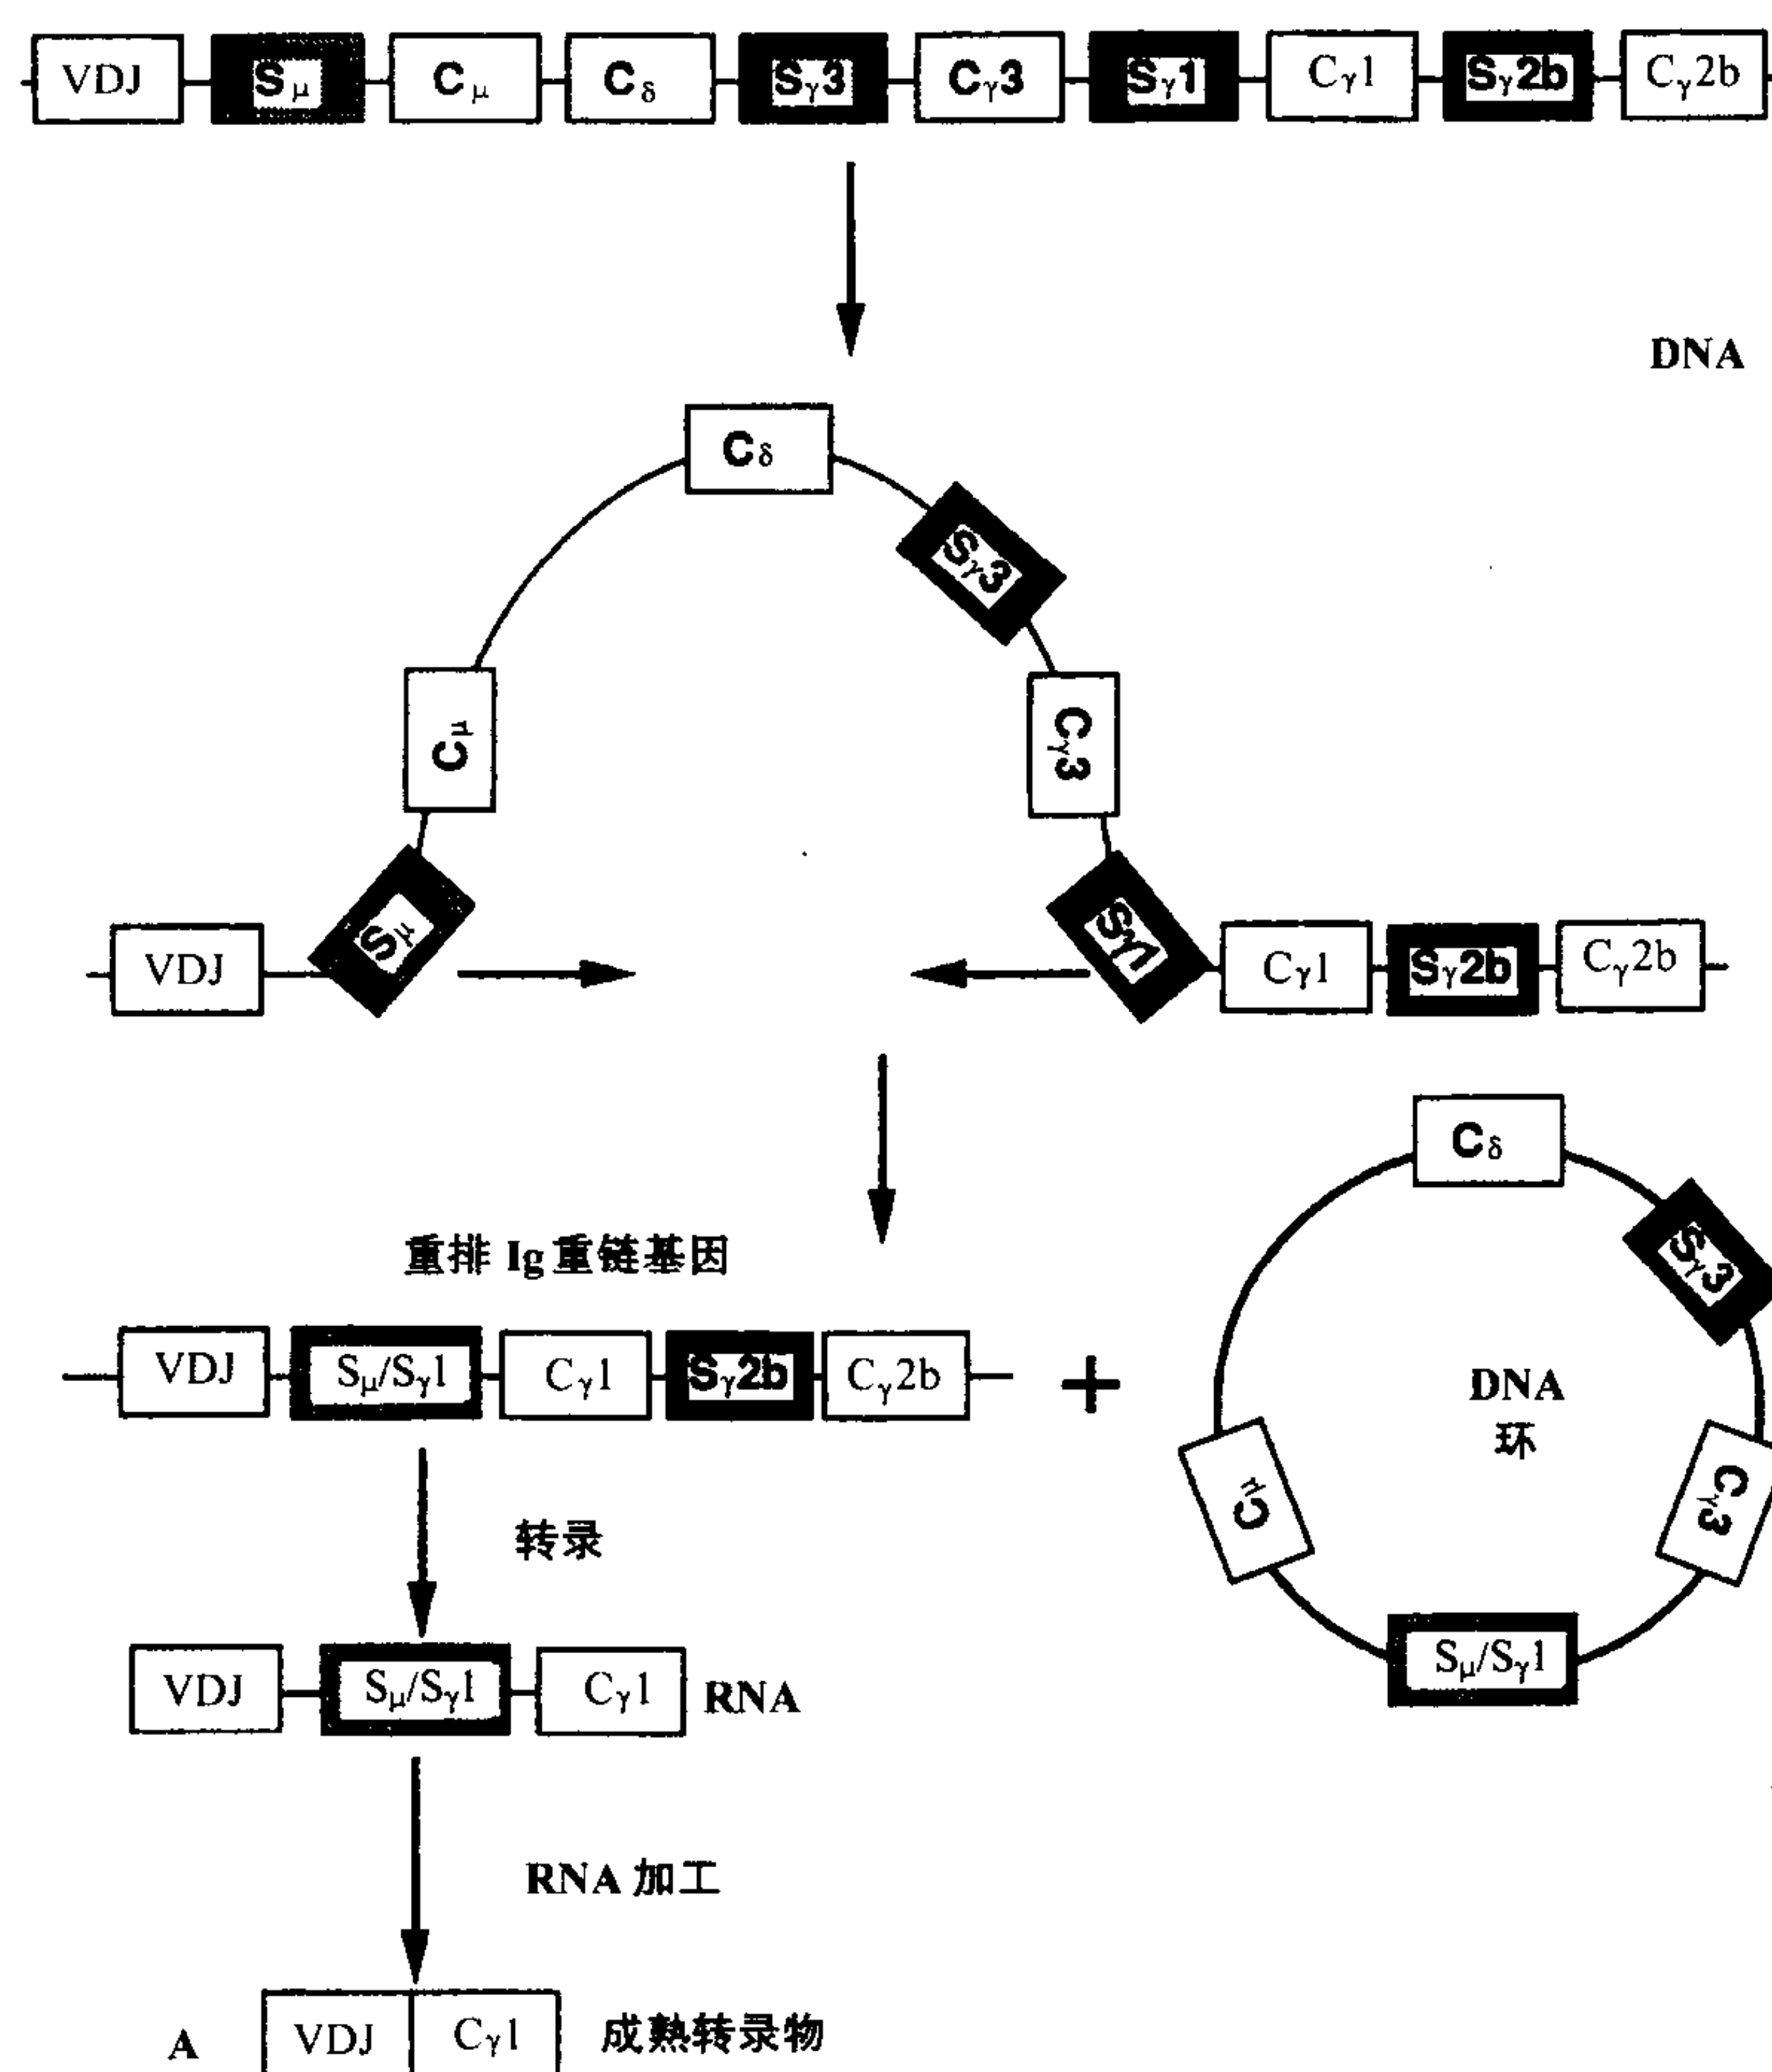 VDJ Sμ Cμ Cδ Sγ3 Cγ3 Sγ1 Cγ1 Sγ2b Cγ2b
DNA
Cδ
Sγ3
Cμ
Cγ3
Sμ
Sγ1
VDJ
Cγ1 Sγ2b Cγ2b
重排 Ig 重链基因
VDJ Sμ/Sγ1 Cγ1 Sγ2b Cγ2b
+
Cδ
Sγ3
DNA
环
Cμ
Cγ3
Sμ/Sγ1
转录
VDJ Sμ/Sγ1 Cγ1 RNA
RNA 加工
A VDJ Cγ1 成熟转录物